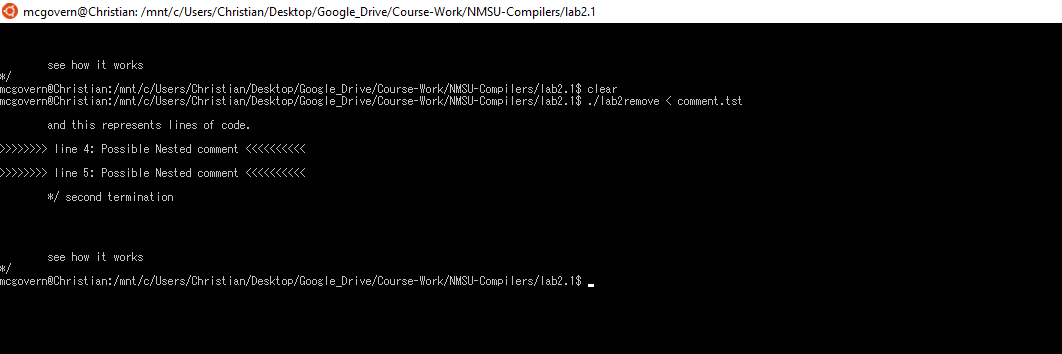 mcgovern@Christian: /mnt/c/Users/Christian/Desktop/Google_Drive/Course-Work/NMSU-Compilers/lab2.1
see how it works
*/
mcgovern@Christian:/mnt/c/Users/Christian/Desktop/Google_Drive/Course-Work/NMSU-Compilers/lab2.1$ clear
mcgovern@Christian:/mnt/c/Users/Christian/Desktop/Google_Drive/Course-Work/NMSU-Compilers/lab2.1$ ./lab2remove < comment.tst
and this represents lines of code.
>>>>>>>> line 4: Possible Nested comment <<<<<<<<<<
>>>>>>>> line 5: Possible Nested comment <<<<<<<<<<
*/ second termination
see how it works
*/
mcgovern@Christian:/mnt/c/Users/Christian/Desktop/Google_Drive/Course-Work/NMSU-Compilers/lab2.1$